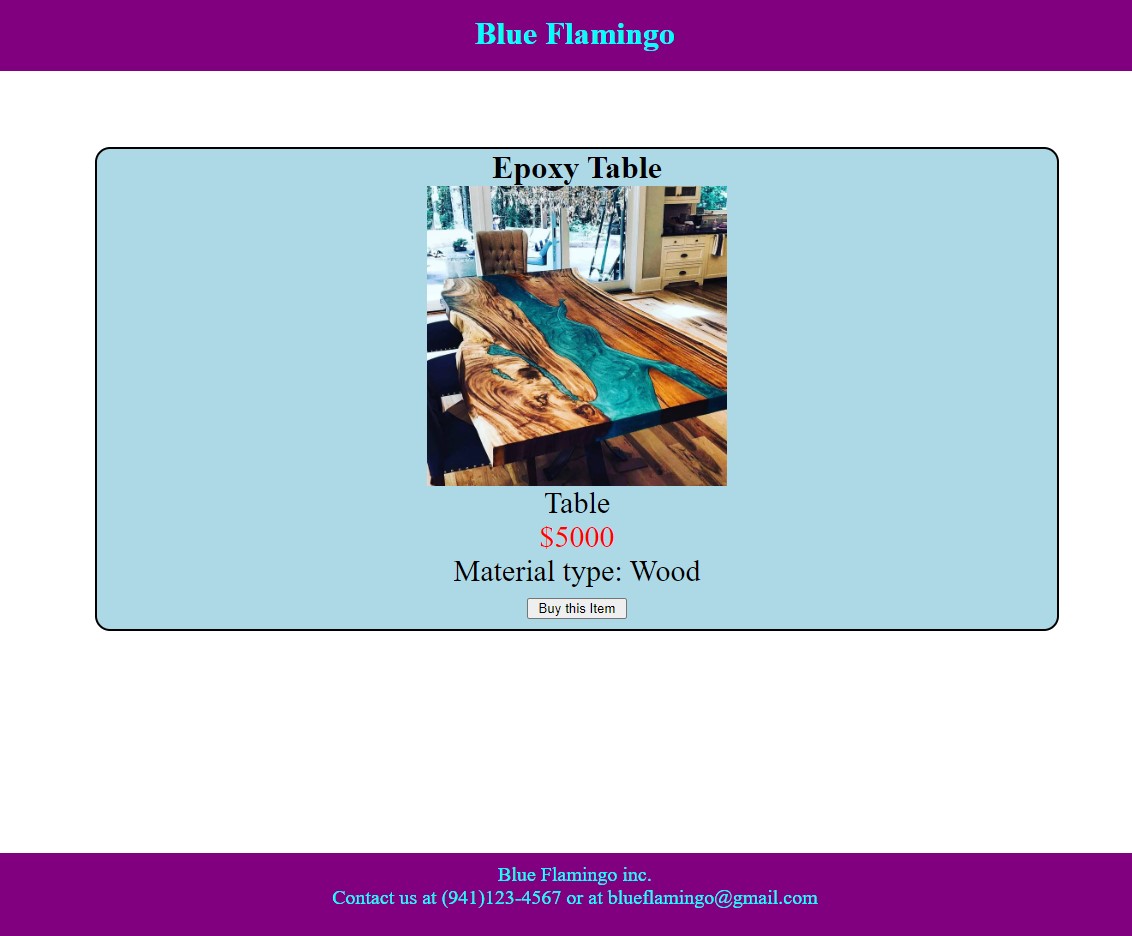 Blue Flamingo
Epoxy Table
Table
$5000
Material type: Wood
Buy this Item
Blue Flamingo inc.
Contact us at (941)123-4567 or at blueflamingo@gmail.com